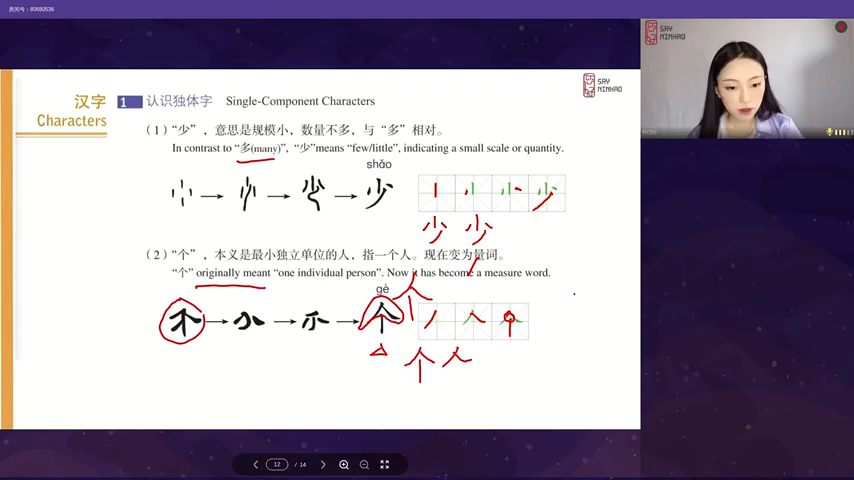 房间号：80680536
SAY
NINHAO
汉字
Characters
1 认识独体字 Single-Component Characters
SAY
NINHAO
（1）“少”，意思是规模小，数量不多，与“多”相对。
In contrast to “多(many)”, “少”means “few/little”, indicating a small scale or quantity.
shǎo
少
少 少
（2）“个”，本义是最小独立单位的人，指一个人。现在变为量词。
“个” originally meant “one individual person”. Now it has become a measure word.
gè
个 个
个 人
12 / 14